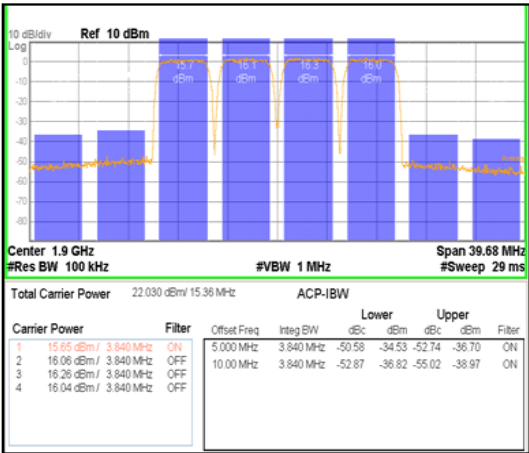 10 dB/div Ref 10 dBm
Log
0
-10
-20
-30
-40
-50
-60
-70
-80
15.7 dBm
16.1 dBm
16.3 dBm
16.0 dBm
Center 1.9 GHz Span 39.68 MHz
#Res BW 100 kHz #VBW 1 MHz #Sweep 29 ms
Total Carrier Power 22.030 dBm/ 15.36 MHz ACP-IBW
Lower Upper
Carrier Power Filter Offset Freq Integ BW dBc dBm dBc dBm Filter
1 15.65 dBm / 3.840 MHz ON 5.000 MHz 3.840 MHz -50.58 -34.53 -52.74 -36.70 ON
2 16.06 dBm / 3.840 MHz OFF 10.00 MHz 3.840 MHz -52.87 -36.82 -55.02 -38.97 ON
3 16.26 dBm / 3.840 MHz OFF
4 16.04 dBm / 3.840 MHz OFF